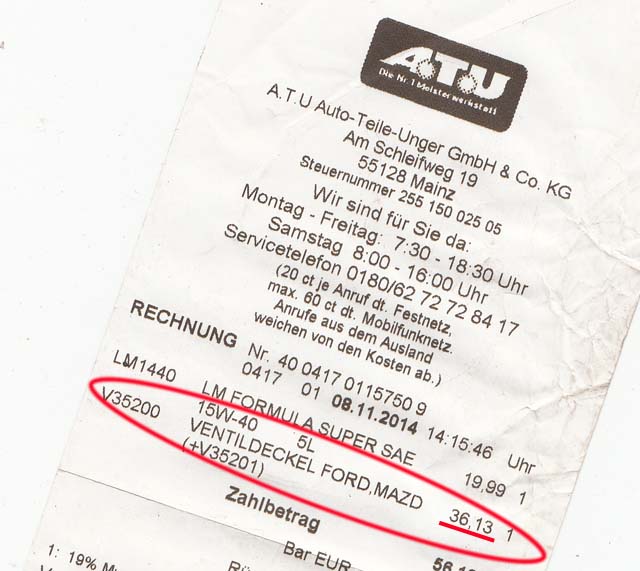 A.T.U
Die Nr. 1 Meisterwerkstatt
A.T.U Auto-Teile-Unger GmbH & Co. KG
Am Schleifweg 19
55128 Mainz
Steuernummer 255 150 025 05
Wir sind für Sie da:
Montag - Freitag: 7:30 - 18:30 Uhr
Samstag 8:00 - 16:00 Uhr
Servicetelefon 0180/62 72 72 84 17
(20 ct je Anruf dt. Festnetz,
max. 60 ct dt. Mobilfunknetz.
Anrufe aus dem Ausland
weichen von den Kosten ab.)
RECHNUNG Nr. 40 0417 0115750 9
0417 01 08.11.2014 14:15:46 Uhr
LM1440 LM FORMULA SUPER SAE
15W-40 5L 19,99 1
V35200 VENTILDECKEL FORD,MAZD
(+V35201) 36,13 1
Zahlbetrag
Bar EUR
1: 19%